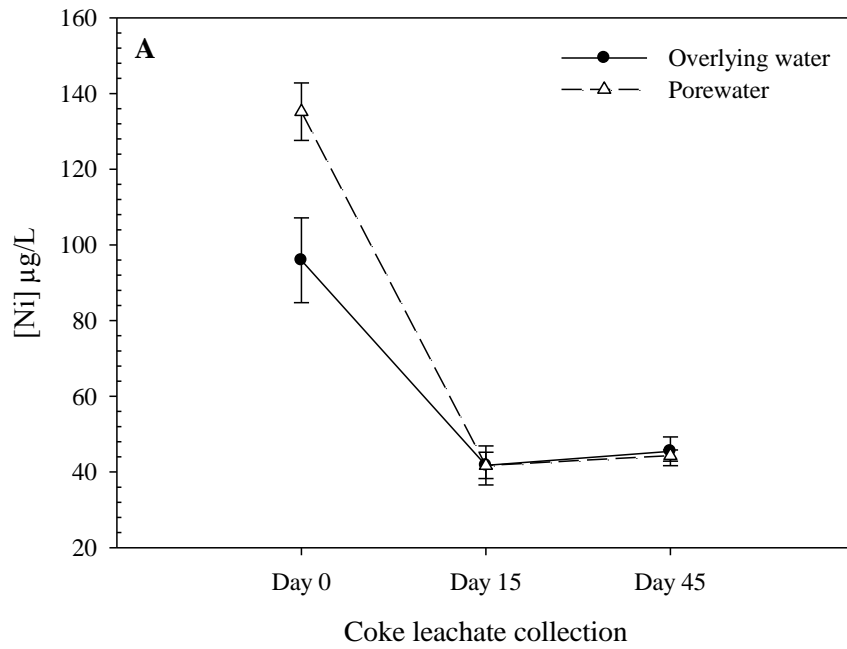 A
Overlying water
Porewater
160
140
120
100
80
60
40
20
[Ni] µg/L
Day 0 Day 15 Day 45
Coke leachate collection